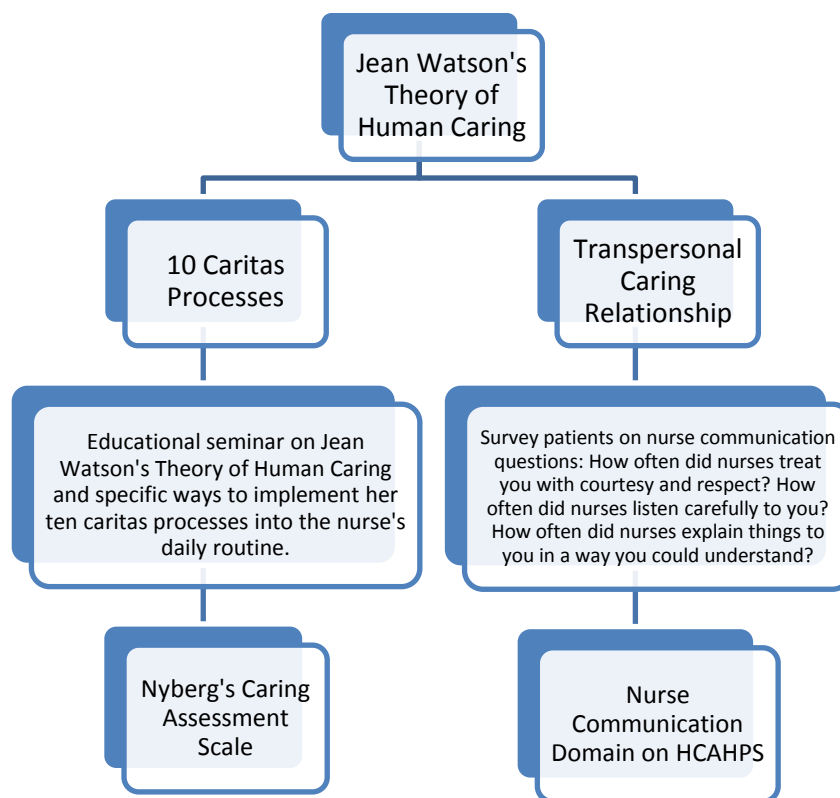 Jean Watson's
Theory of
Human Caring
10 Caritas
Processes
Transpersonal
Caring
Relationship
Educational seminar on Jean
Watson's Theory of Human Caring
and specific ways to implement her
ten caritas processes into the nurse's
daily routine.
Survey patients on nurse communication
questions: How often did nurses treat
you with courtesy and respect? How
often did nurses listen carefully to you?
How often did nurses explain things to
you in a way you could understand?
Nyberg's Caring
Assessment
Scale
Nurse
Communication
Domain on HCAHPS